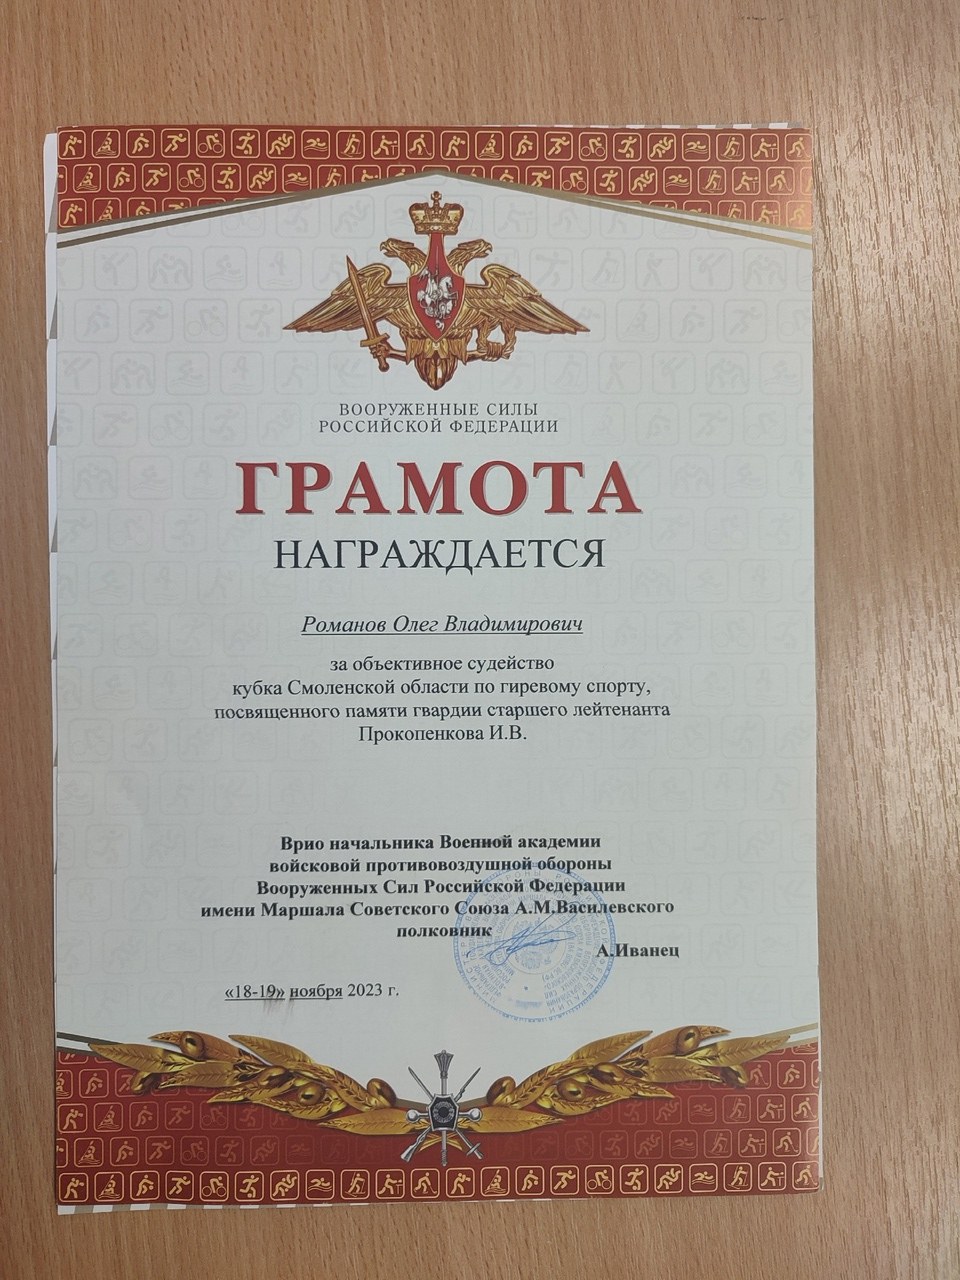 ВООРУЖЕННЫЕ СИЛЫ
РОССИЙСКОЙ ФЕДЕРАЦИИ
ГРАМОТА
НАГРАЖДАЕТСЯ
Романов Олег Владимирович
за объективное судейство
кубка Смоленской области по гиревому спорту,
посвященного памяти гвардии старшего лейтенанта
Прокопенкова И.В.
Врио начальника Военной академии
войсковой противовоздушной обороны
Вооруженных Сил Российской Федерации
имени Маршала Советского Союза А.М.Василевского
полковник
А.Иванец
«18-19» ноября 2023 г.